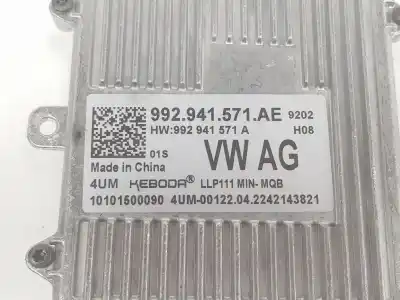 992.941.571.AE 9202
HW:992 941 571 A H08
01S VW AG
Made in China
4UM KEBODA® LLP111 MIN- MQB
10101500090 4UM-00122.04.2242143821